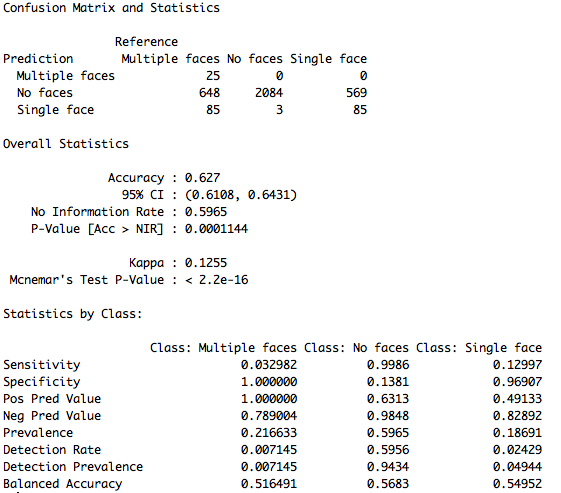 Confusion Matrix and Statistics
Reference
Prediction Multiple faces No faces Single face
Multiple faces 25 0 0
No faces 648 2084 569
Single face 85 3 85
Overall Statistics
Accuracy : 0.627
95% CI : (0.6108, 0.6431)
No Information Rate : 0.5965
P-Value [Acc > NIR] : 0.0001144
Kappa : 0.1255
Mcnemar's Test P-Value : < 2.2e-16
Statistics by Class:
Class: Multiple faces Class: No faces Class: Single face
Sensitivity 0.032982 0.9986 0.12997
Specificity 1.000000 0.1381 0.96907
Pos Pred Value 1.000000 0.6313 0.49133
Neg Pred Value 0.789004 0.9848 0.82892
Prevalence 0.216633 0.5965 0.18691
Detection Rate 0.007145 0.5956 0.02429
Detection Prevalence 0.007145 0.9434 0.04944
Balanced Accuracy 0.516491 0.5683 0.54952